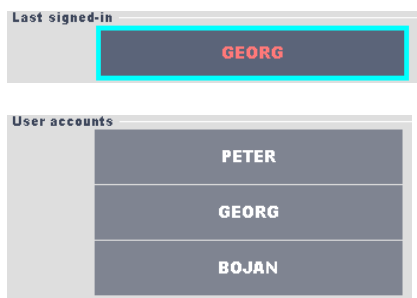 Last signed-in
GEORG
User accounts
PETER
GEORG
BOJAN